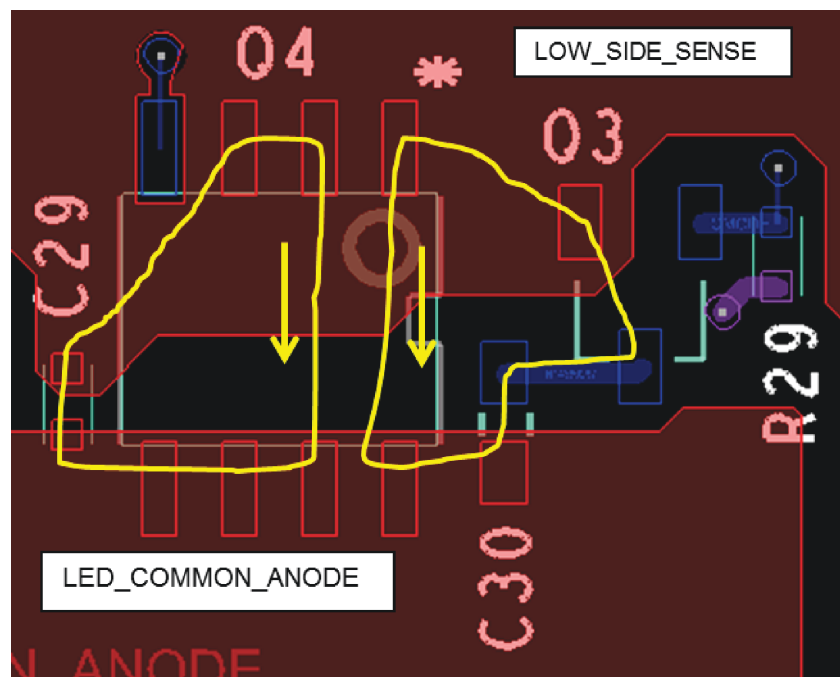 Q4
*
LOW_SIDE_SENSE
Q3
C29
R29
LED_COMMON_ANODE
C30
N_ANODE